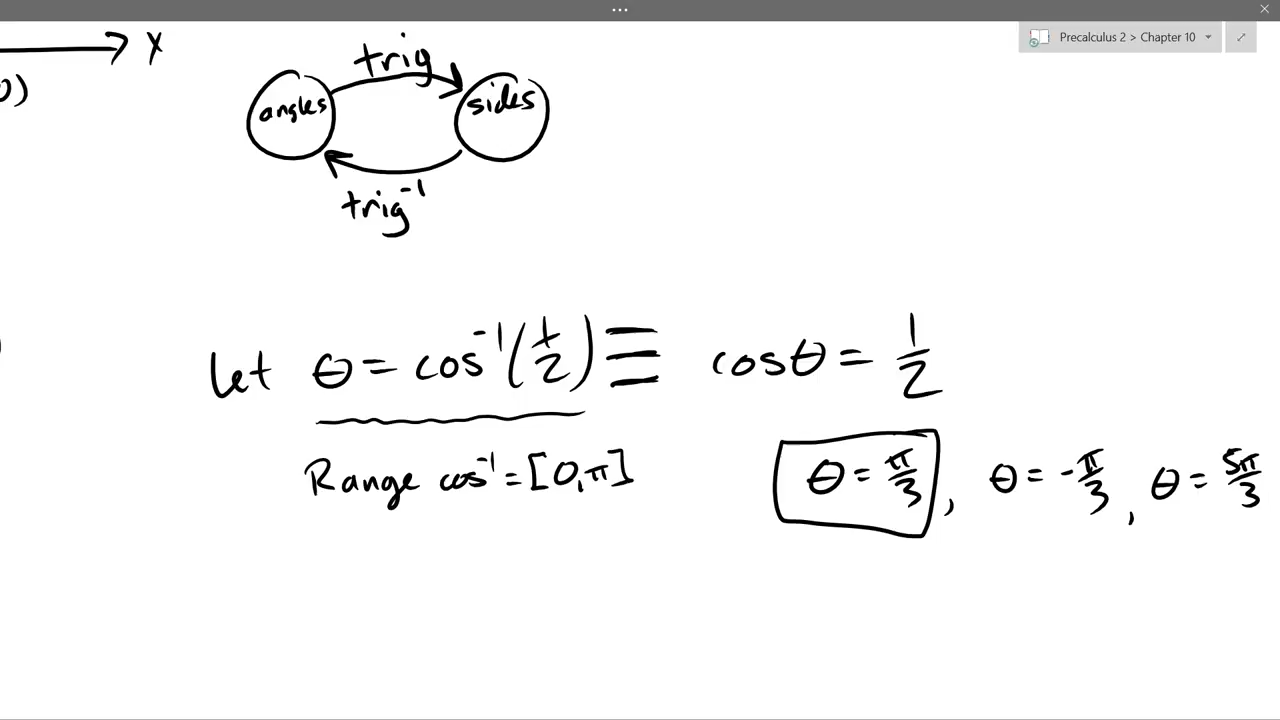 Precalculus 2 > Chapter 10
x
0)
trig
angles
sides
trig⁻¹
let θ = cos⁻¹(1/2) ≡ cosθ = 1/2
Range cos⁻¹ = [0,π]
θ = π/3, θ = -π/3, θ = 5π/3